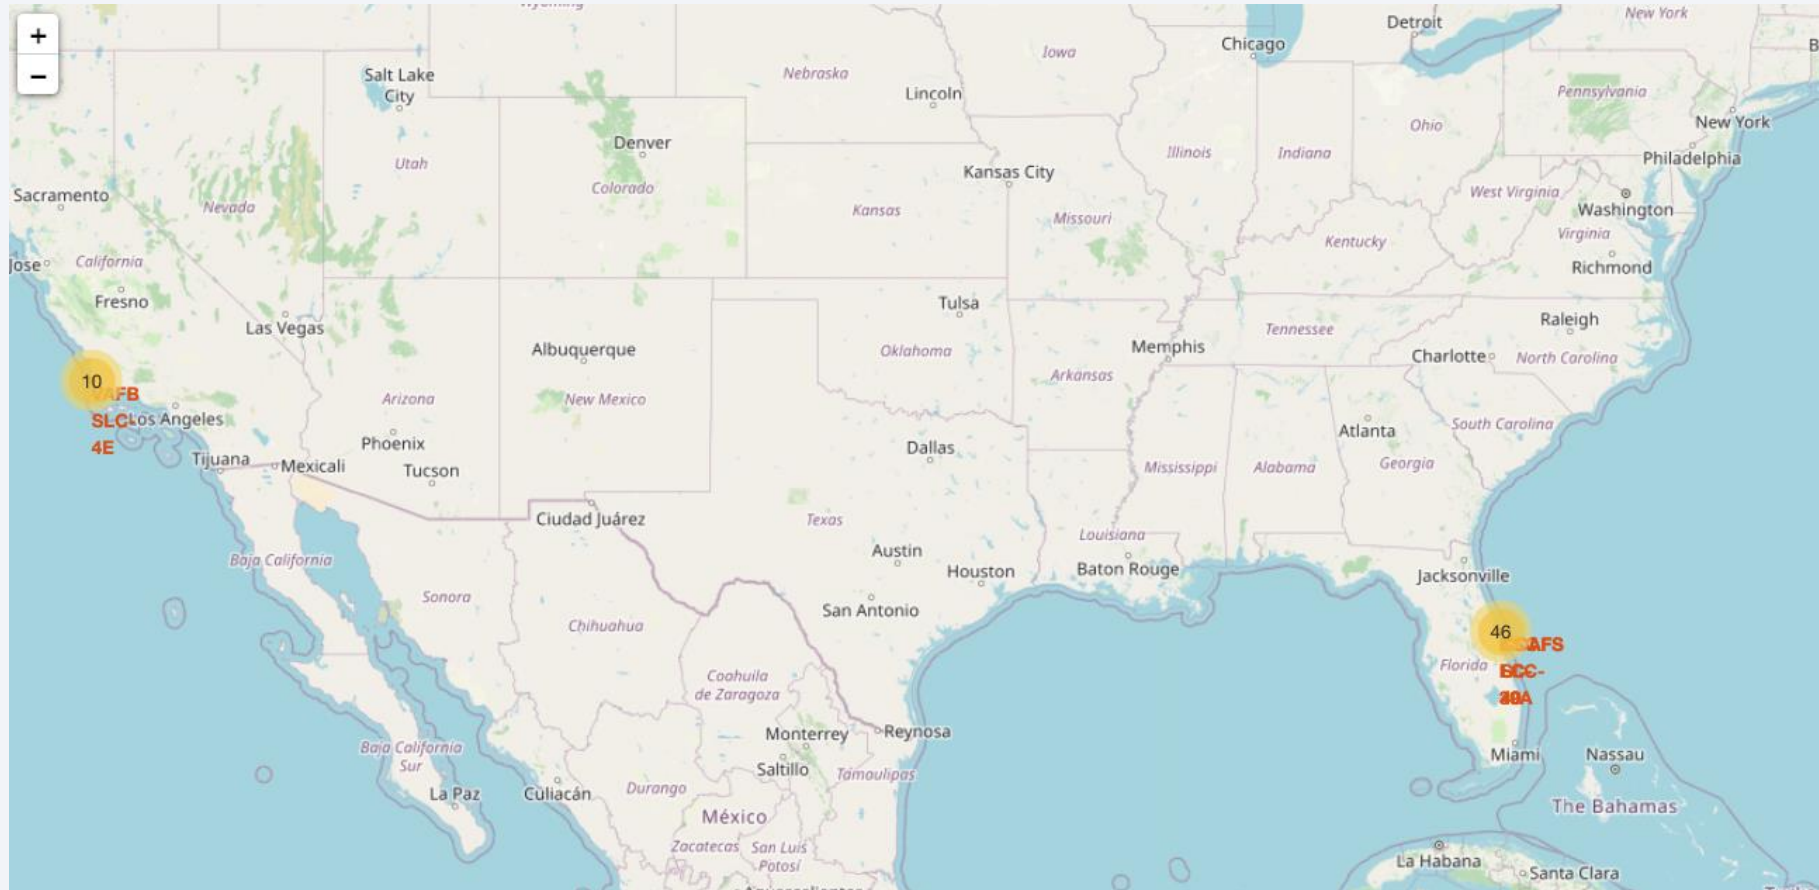 +
−
Wyoming
Detroit
New York
Chicago
Iowa
Salt Lake
City
Nebraska
Lincoln
Pennsylvania
New York
Denver
Ohio
Utah
Illinois
Indiana
Philadelphia
Kansas City
Colorado
Sacramento
Nevada
West Virginia
Kansas
Missouri
Washington
Virginia
Kentucky
Jose
California
Richmond
Fresno
Tulsa
Las Vegas
Raleigh
Tennessee
Albuquerque
Oklahoma
Memphis
Charlotte
North Carolina
10
Arkansas
VAFB
SLC-
4E
Arizona
New Mexico
Los Angeles
South Carolina
Atlanta
Phoenix
Dallas
Tijuana
Mexicali
Tucson
Mississippi
Alabama
Georgia
Ciudad Juárez
Texas
Louisiana
Austin
Baja California
Houston
Baton Rouge
Jacksonville
Sonora
San Antonio
Chihuahua
46
Florida
Coahuila
de Zaragoza
Reynosa
Monterrey
Baja California
Sur
Miami
Nassau
Saltillo
Tamaulipas
La Paz
Culiacán
Durango
The Bahamas
México
Zacatecas
San Luis
Potosí
La Habana
Santa Clara